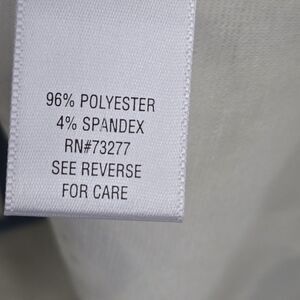 96% POLYESTER
4% SPANDEX
RN#73277
SEE REVERSE
FOR CARE